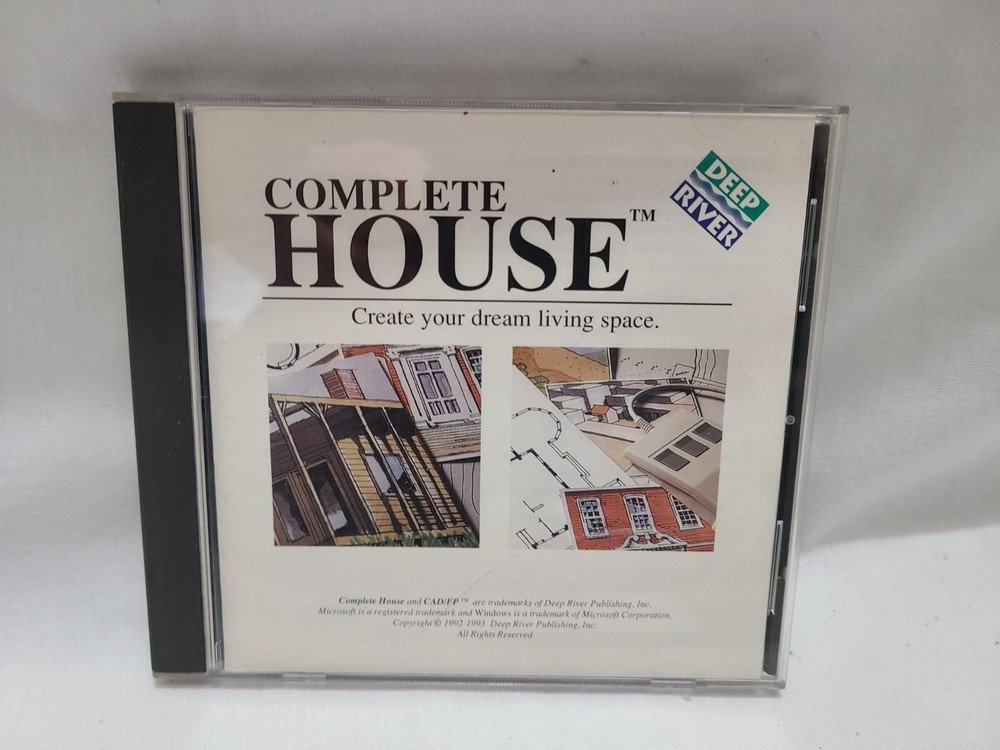 COMPLETE
HOUSE™
DEEP
RIVER
Create your dream living space.
Complete House and CAD/FP™ are trademarks of Deep River Publishing, Inc.
Microsoft is a registered trademark and Windows is a trademark of Microsoft Corporation.
Copyright © 1992-1993 Deep River Publishing, Inc.
All Rights Reserved